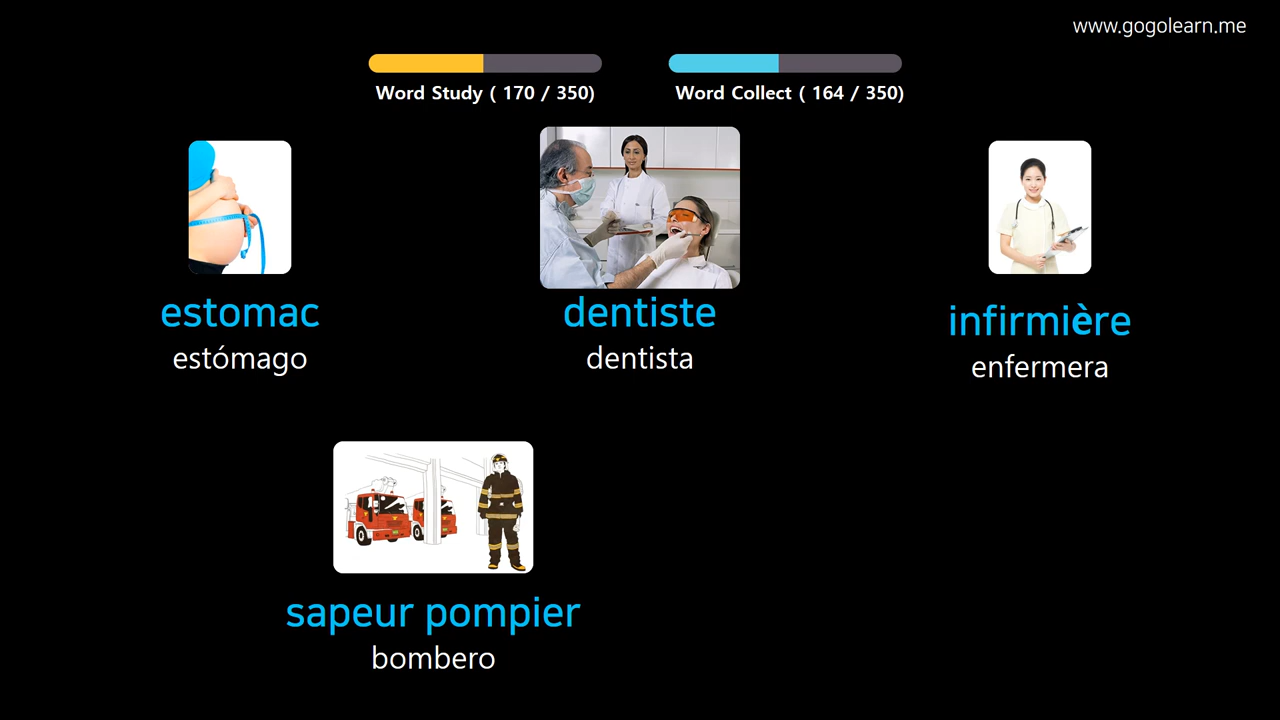 www.gogolearn.me
Word Study ( 170 / 350)
Word Collect ( 164 / 350)
estomac
estómago
dentiste
dentista
infirmière
enfermera
sapeur pompier
bombero